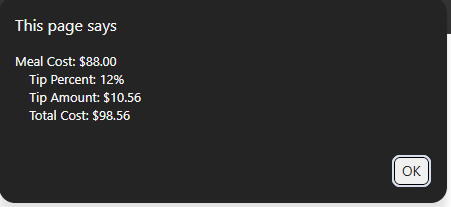 This page says
Meal Cost: $88.00
Tip Percent: 12%
Tip Amount: $10.56
Total Cost: $98.56
OK